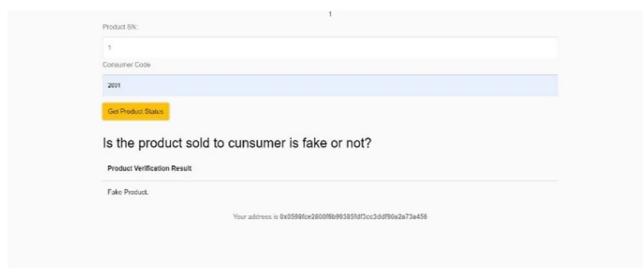 1
Product SN:
1
Consumer Code
2001
Get Product Status
Is the product sold to cunsumer is fake or not?
Product Verification Result
Fake Product.
Your address is